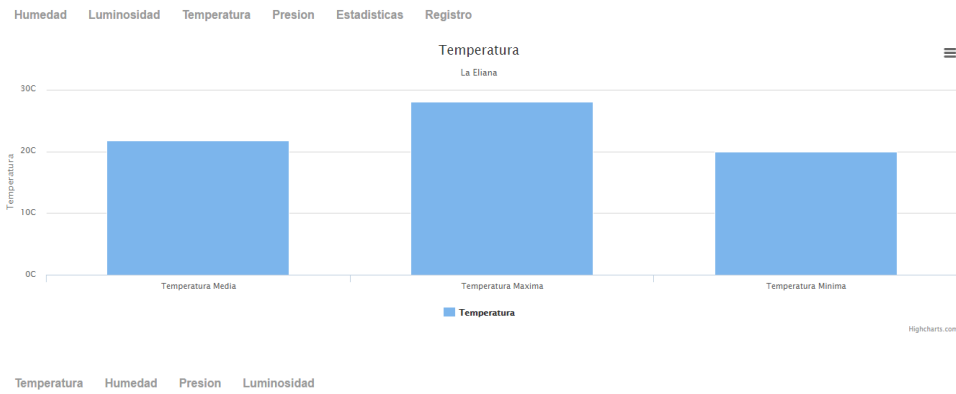 Humedad Luminosidad Temperatura Presion Estadisticas Registro
Temperatura
La Eliana
30C
20C
10C
0C
Temperatura
Temperatura Media Temperatura Maxima Temperatura Minima
Temperatura
Highcharts.com
Temperatura Humedad Presion Luminosidad